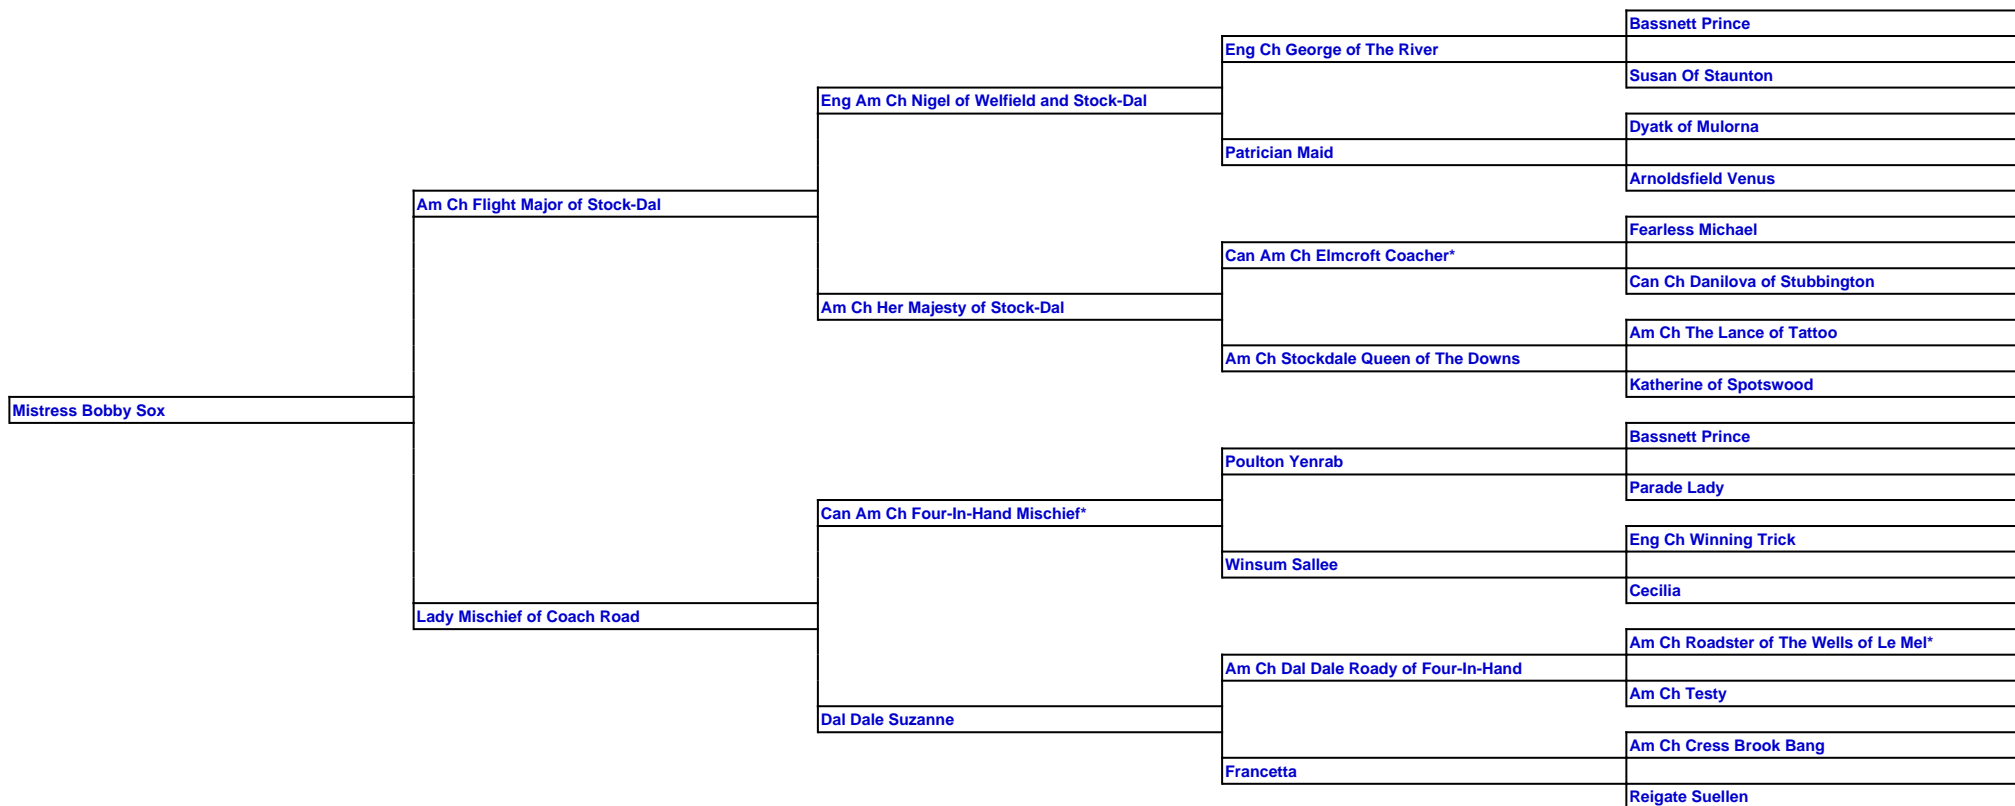 Bassnett Prince
Eng Ch George of The River
Susan Of Staunton
Eng Am Ch Nigel of Welfield and Stock-Dal
Dyatk of Mulorna
Patrician Maid
Arnoldsfield Venus
Am Ch Flight Major of Stock-Dal
Fearless Michael
Can Am Ch Elmcroft Coacher*
Can Ch Danilova of Stubbington
Am Ch Her Majesty of Stock-Dal
Am Ch The Lance of Tattoo
Am Ch Stockdale Queen of The Downs
Katherine of Spotswood
Mistress Bobby Sox
Bassnett Prince
Poulton Yenrab
Parade Lady
Can Am Ch Four-In-Hand Mischief*
Eng Ch Winning Trick
Winsum Sallee
Cecilia
Lady Mischief of Coach Road
Am Ch Roadster of The Wells of Le Mel*
Am Ch Dal Dale Roady of Four-In-Hand
Am Ch Testy
Dal Dale Suzanne
Am Ch Cress Brook Bang
Francetta
Reigate Suellen